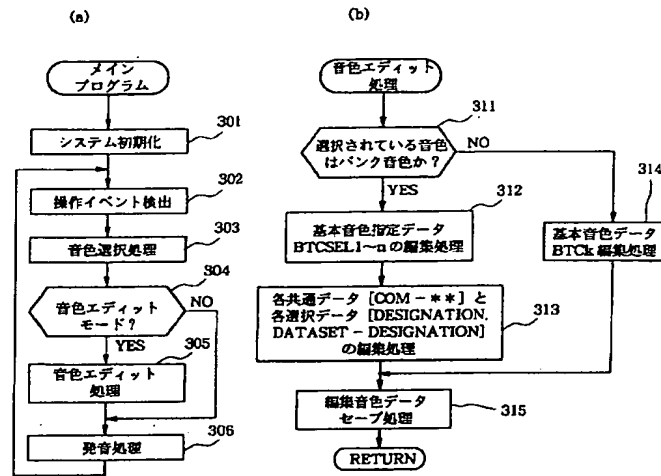 (a)
メイン
プログラム
301
システム初期化
302
操作イベント検出
303
音色選択処理
304
音色エディット
モード?
NO
YES
305
音色エディット
処理
306
発音処理
(b)
音色エディット
処理
311
選択されている音色
はバンク音色か?
NO
YES
312
314
基本音色指定データ
BTCSEL1~nの編集処理
基本音色データ
BTCk 編集処理
各共通データ [COM-**] と
各選択データ [DESIGNATION,
DATASET-DESIGNATION]
の編集処理
313
編集音色データ
セーブ処理
315
RETURN